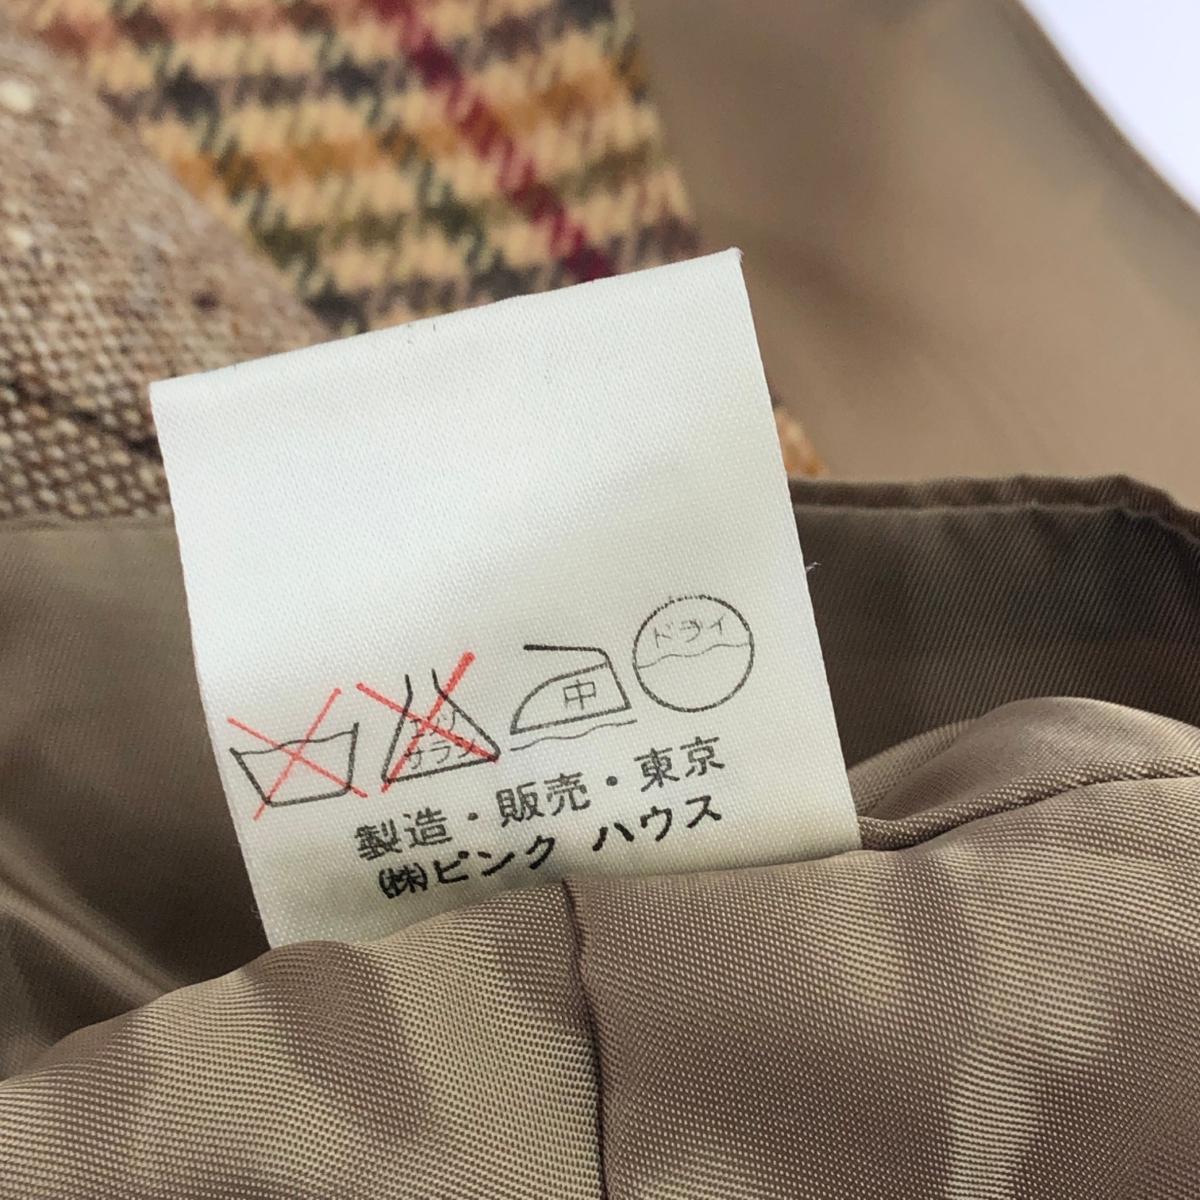 ドライ
中
エンソ
サラシ
製造・販売・東京
㈱ピンク ハウス